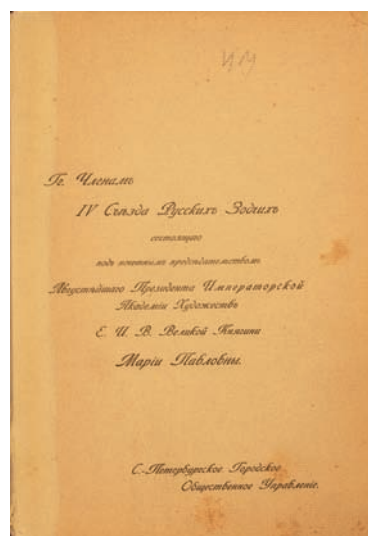 Гг. Членамъ
IV Съѣзда Русскихъ Зодчихъ
состоящаго
подъ почетнымъ предсѣдательствомъ
Августѣйшаго Президента Императорской
Академіи Художествъ
Е. И. В. Великой Княгини
Маріи Павловны.
С.-Петербургское Городское
Общественное Управленіе.